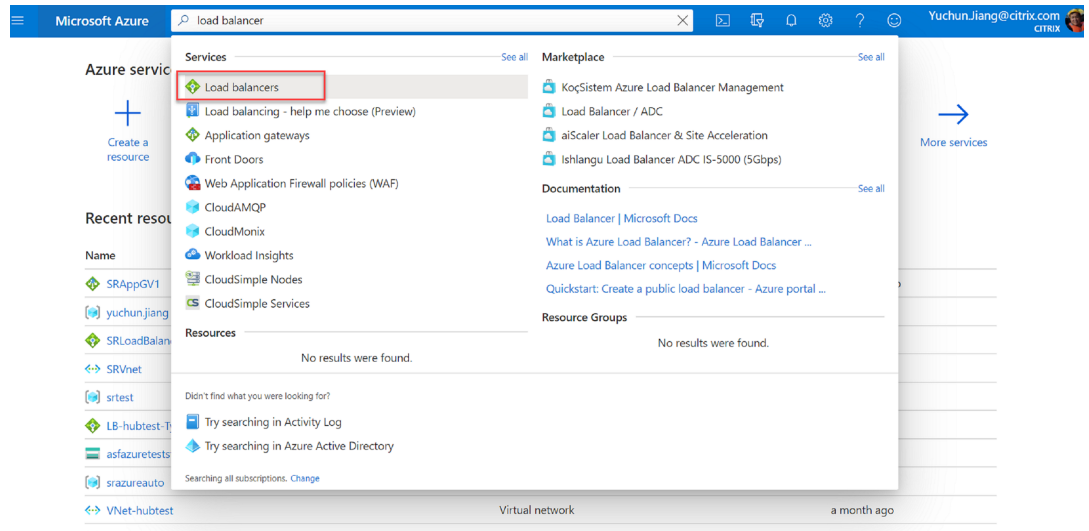 Microsoft Azure
load balancer
Yuchun.Jiang@citrix.com
CITRIX
Azure servic
Create a
resource
More services
Recent resou
Name
SRAppGV1
yuchun.jiang
SRLoadBalan
SRVnet
srtest
LB-hubtest-Ty
asfazuretests
srazureauto
VNet-hubtest
Virtual network
a month ago
Services
See all
Load balancers
Load balancing - help me choose (Preview)
Application gateways
Front Doors
Web Application Firewall policies (WAF)
CloudAMQP
CloudMonix
Workload Insights
CloudSimple Nodes
CS CloudSimple Services
Resources
No results were found.
Marketplace
See all
KoçSistem Azure Load Balancer Management
Load Balancer / ADC
aiScaler Load Balancer & Site Acceleration
Ishlangu Load Balancer ADC IS-5000 (5Gbps)
Documentation
See all
Load Balancer | Microsoft Docs
What is Azure Load Balancer? - Azure Load Balancer ...
Azure Load Balancer concepts | Microsoft Docs
Quickstart: Create a public load balancer - Azure portal ...
Resource Groups
No results were found.
Didn't find what you were looking for?
Try searching in Activity Log
Try searching in Azure Active Directory
Searching all subscriptions. Change